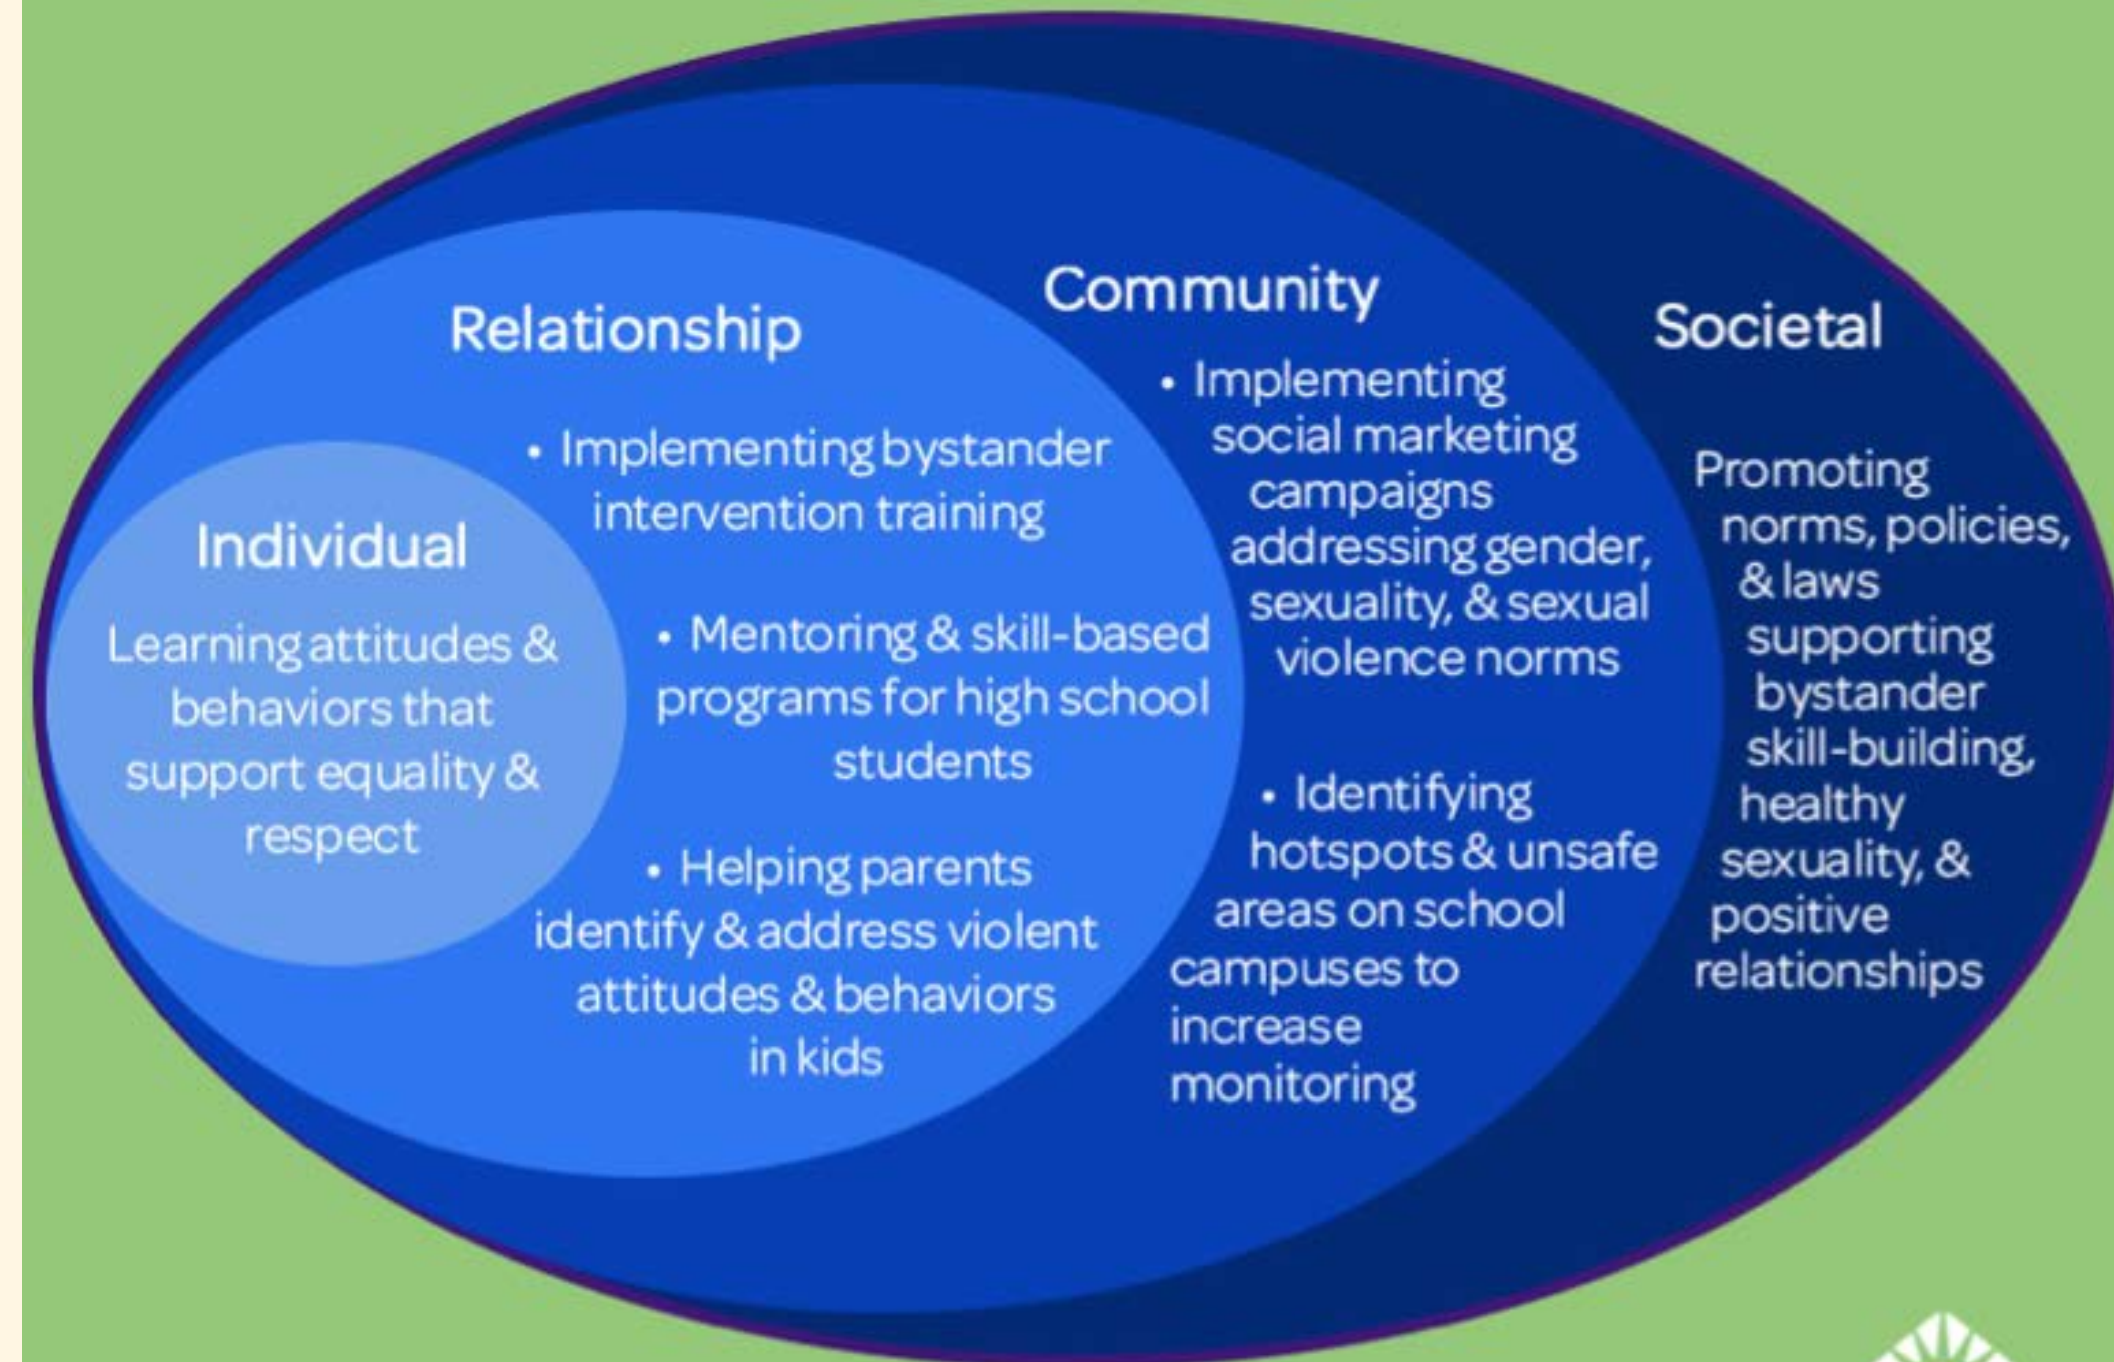 Individual
Learning attitudes &
behaviors that
support equality &
respect
Relationship
• Implementing bystander
intervention training
• Mentoring & skill-based
programs for high school
students
• Helping parents
identify & address violent
attitudes & behaviors
in kids
Community
• Implementing
social marketing
campaigns
addressing gender,
sexuality, & sexual
violence norms
• Identifying
hotspots & unsafe
areas on school
campuses to
increase
monitoring
Societal
Promoting
norms, policies,
& laws
supporting
bystander
skill-building,
healthy
sexuality, &
positive
relationships